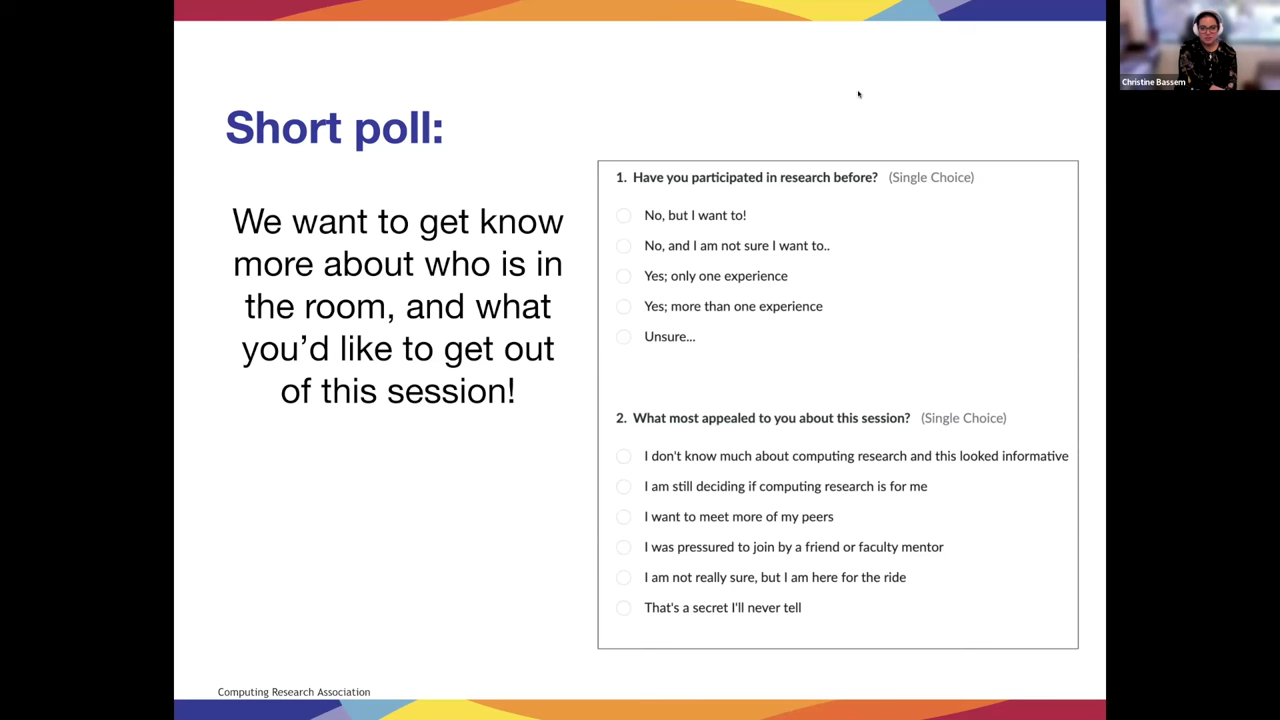 Christine Bassem
Short poll:
We want to get know
more about who is in
the room, and what
you'd like to get out
of this session!
1. Have you participated in research before? (Single Choice)
No, but I want to!
No, and I am not sure I want to..
Yes; only one experience
Yes; more than one experience
Unsure...
2. What most appealed to you about this session? (Single Choice)
I don't know much about computing research and this looked informative
I am still deciding if computing research is for me
I want to meet more of my peers
I was pressured to join by a friend or faculty mentor
I am not really sure, but I am here for the ride
That's a secret I'll never tell
Computing Research Association